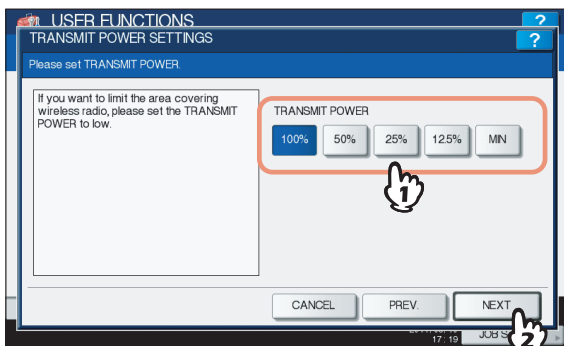 USER FUNCTIONS
?
TRANSMIT POWER SETTINGS
?
Please set TRANSMIT POWER.
If you want to limit the area covering
wireless radio, please set the TRANSMIT
POWER to low.
TRANSMIT POWER
100% 50% 25% 12.5% MIN
1
CANCEL PREV. NEXT
2
17:19 JOB S